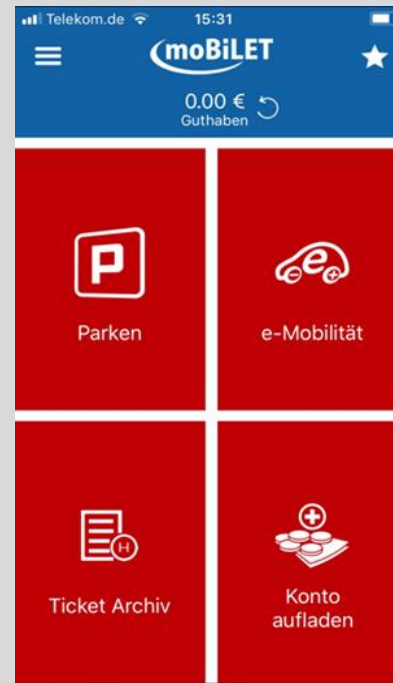 Telekom.de 15:31
moBiLET
0.00 €
Guthaben
P
Parken
e
e-Mobilität
H
Ticket Archiv
Konto
aufladen